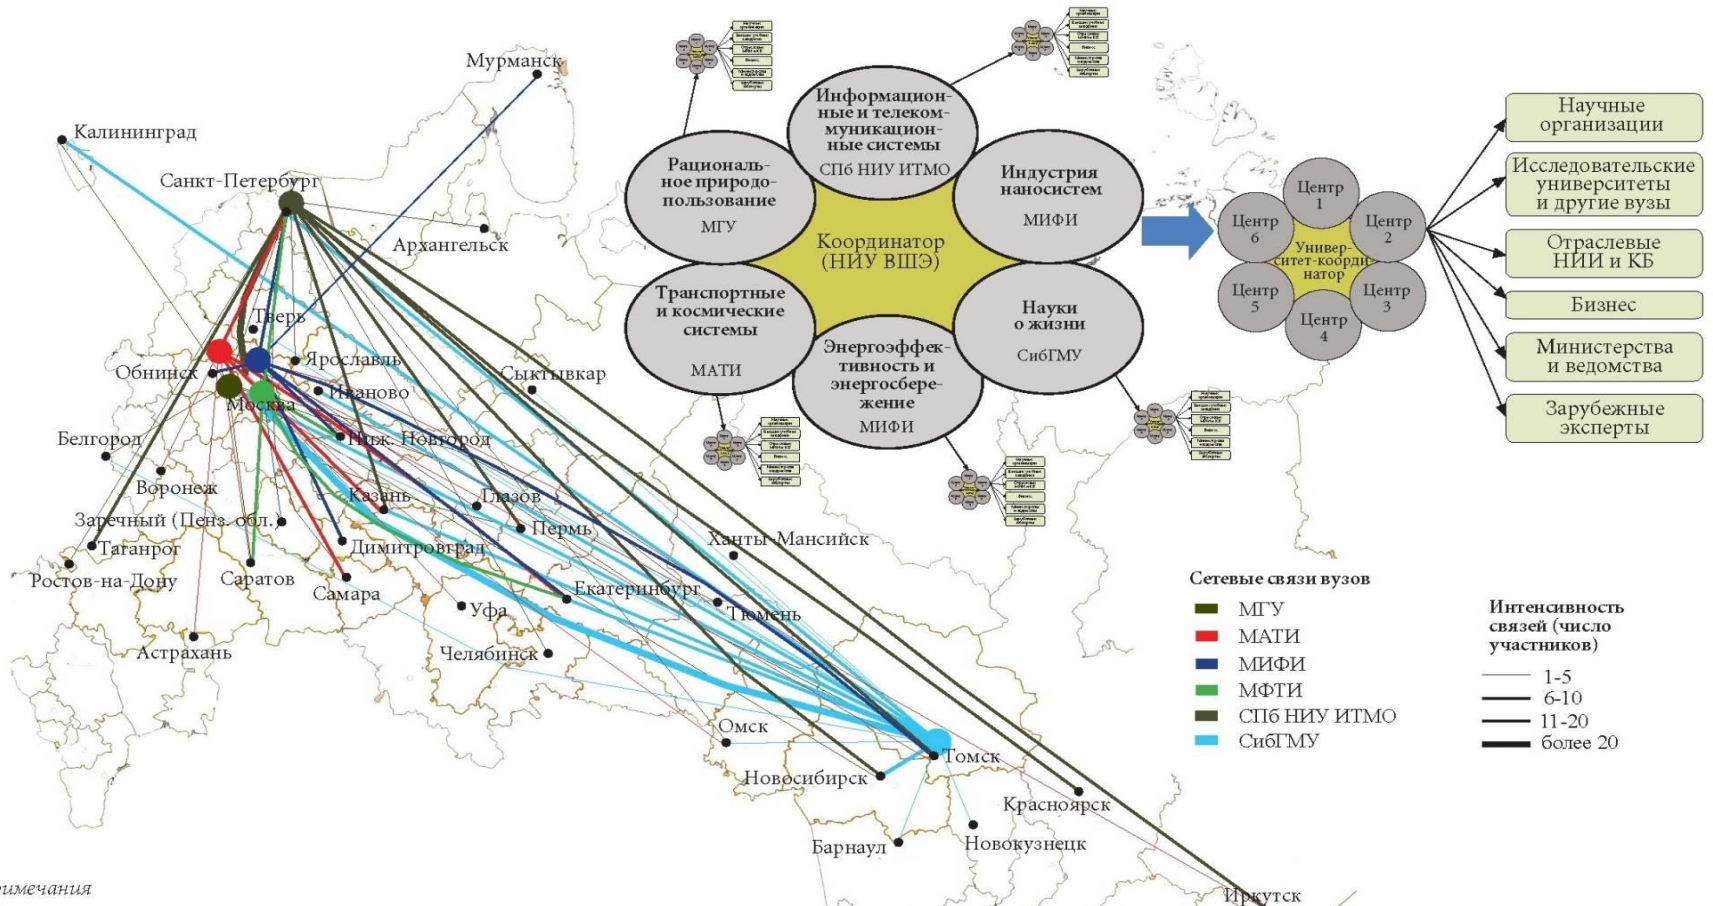 Мурманск
Калининград
Санкт-Петербург
Архангельск
Тверь
Ярославль
Обнинск
Иваново
Москва
Сыктывкар
Белгород
Ниж. Новгород
Воронеж
Казань
Глазов
Заречный (Пенз. обл.)
Пермь
Таганрог
Димитровград
Ханты-Мансийск
Ростов-на-Дону
Саратов
Самара
Екатеринбург
Уфа
Тюмень
Астрахань
Челябинск
Омск
Томск
Новосибирск
Красноярск
Барнаул
Новокузнецк
Иркутск
римечания
Информацион-
ные и телеком-
муникацион-
ные системы
СПб НИУ ИТМО
Рациональ-
ное природо-
пользование
МГУ
Индустрия
наносистем
МИФИ
Координатор
(НИУ ВШЭ)
Транспортные
и космические
системы
МАТИ
Науки
о жизни
СибГМУ
Энергоэффек-
тивность и
энергосбере-
жение
МИФИ
Центр
1
Центр
2
Центр
3
Центр
4
Центр
5
Центр
6
Универ-
ситет-коорди
натор
Научные
организации
Исследовательские
университеты
и другие вузы
Отраслевые
НИИ и КБ
Бизнес
Министерства
и ведомства
Зарубежные
эксперты
Сетевые связи вузов
МГУ
МАТИ
МИФИ
МФТИ
СПб НИУ ИТМО
СибГМУ
Интенсивность
связей (число
участников)
1-5
6-10
11-20
более 20